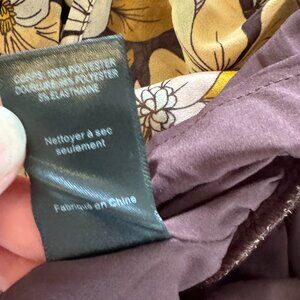 CORPS: 100% POLYESTER
DOUBLURE: 95% POLYESTER
5% ELASTHANNE
Nettoyer à sec
seulement
Fabriqué en Chine